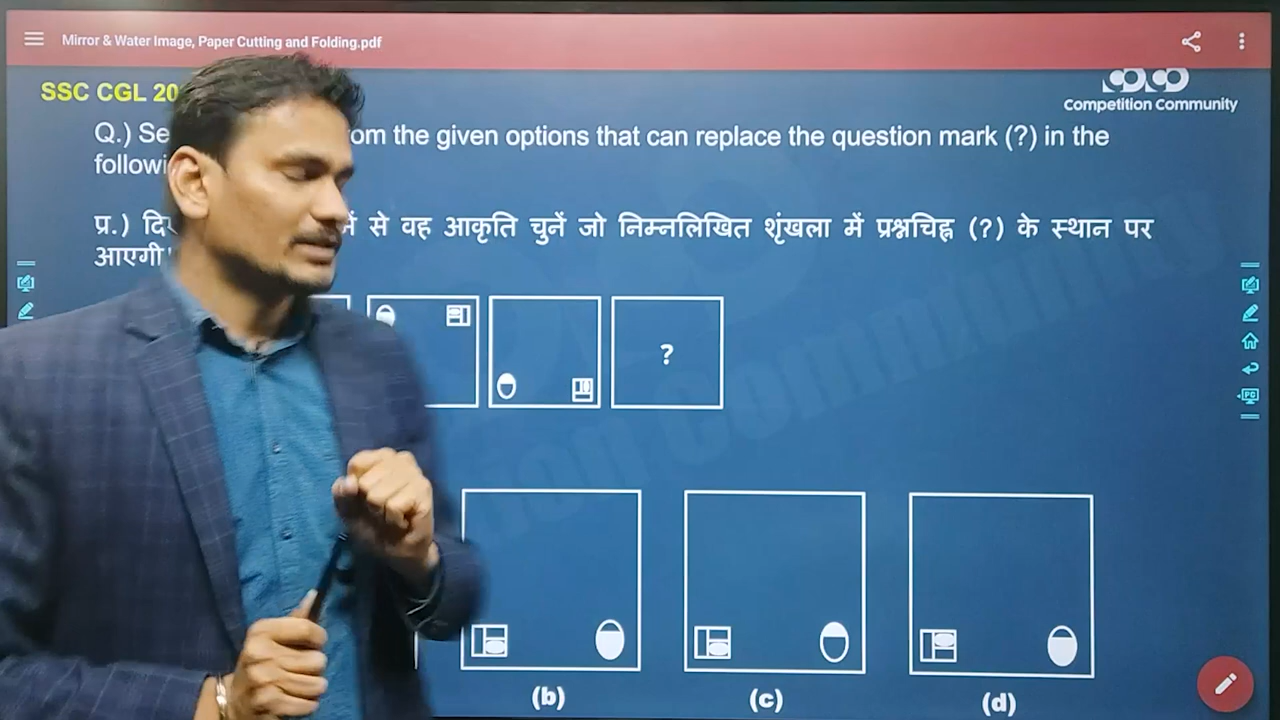 Mirror & Water Image, Paper Cutting and Folding.pdf
SSC CGL 20
Competition Community
Q.) Se om the given options that can replace the question mark (?) in the
followi
प्र.) दि से वह आकृति चुनें जो निम्नलिखित शृंखला में प्रश्नचिह्न (?) के स्थान पर
आएगी
?
(b) (c) (d)